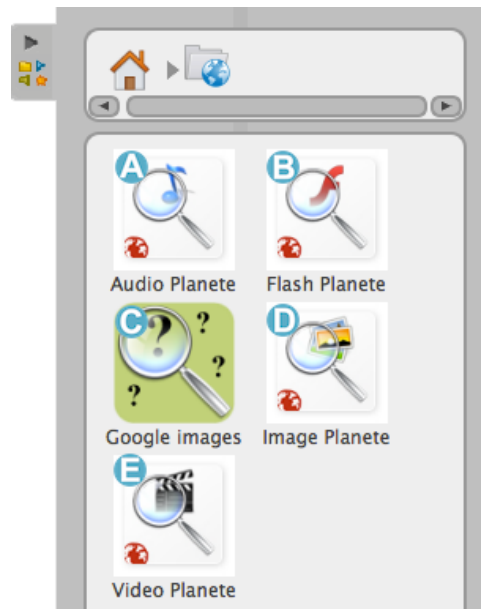 A
B
Audio Planete
Flash Planete
C
D
? ? ? ?
Google images
Image Planete
E
Video Planete